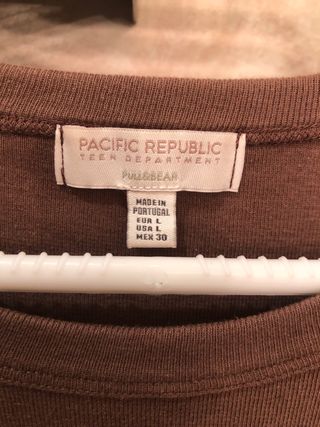 PACIFIC REPUBLIC
TEEN DEPARTMENT
PULL&BEAR
MADE IN
PORTUGAL
EUR L
USA L
MEX 30